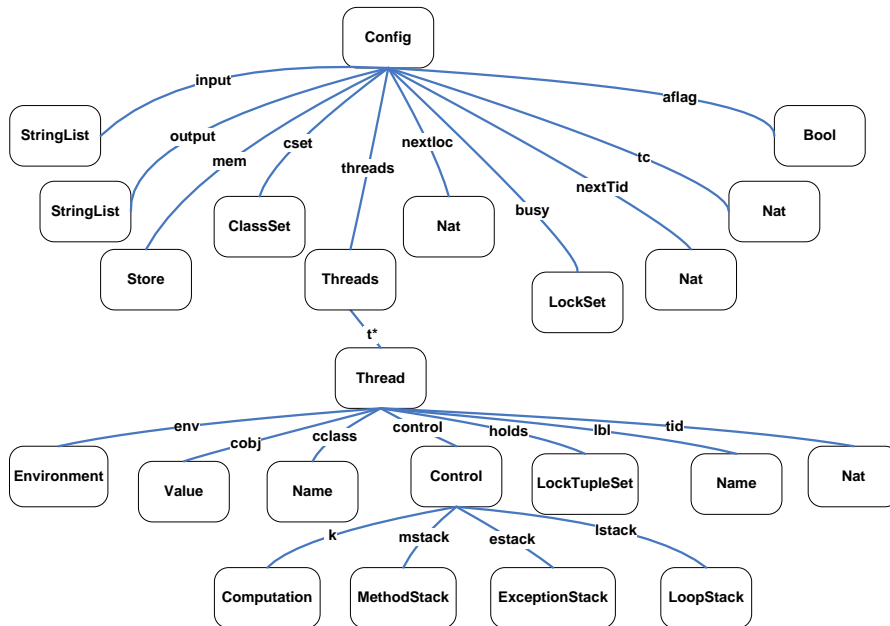 Config
input
aflag
StringList
output
cset
nextloc
tc
Bool
mem
threads
nextTid
StringList
ClassSet
Nat
busy
Nat
Store
Threads
LockSet
Nat
t*
Thread
env
cobj
cclass
control
holds
lbl
tid
Environment
Value
Name
Control
LockTupleSet
Name
Nat
k
mstack
estack
lstack
Computation
MethodStack
ExceptionStack
LoopStack